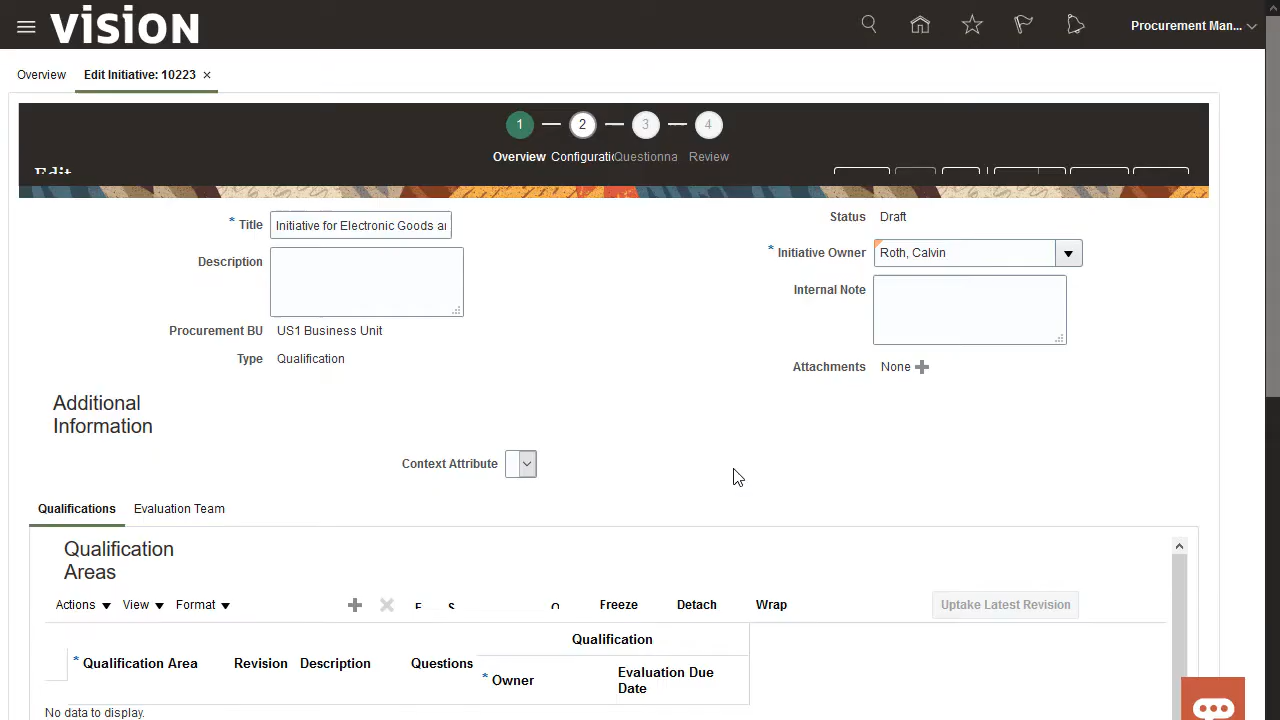 VISION
Procurement Man...
Overview
Edit Initiative: 10223 ×
1 2 3 4
Overview Configurati Questionna Review
Edit
* Title Initiative for Electronic Goods a
Status Draft
* Initiative Owner Roth, Calvin
Description
Internal Note
Procurement BU US1 Business Unit
Type Qualification
Attachments None
Additional
Information
Context Attribute
Qualifications Evaluation Team
Qualification
Areas
Actions View Format Freeze Detach Wrap Uptake Latest Revision
Qualification
* Qualification Area Revision Description Questions
* Owner Evaluation Due
Date
No data to display.